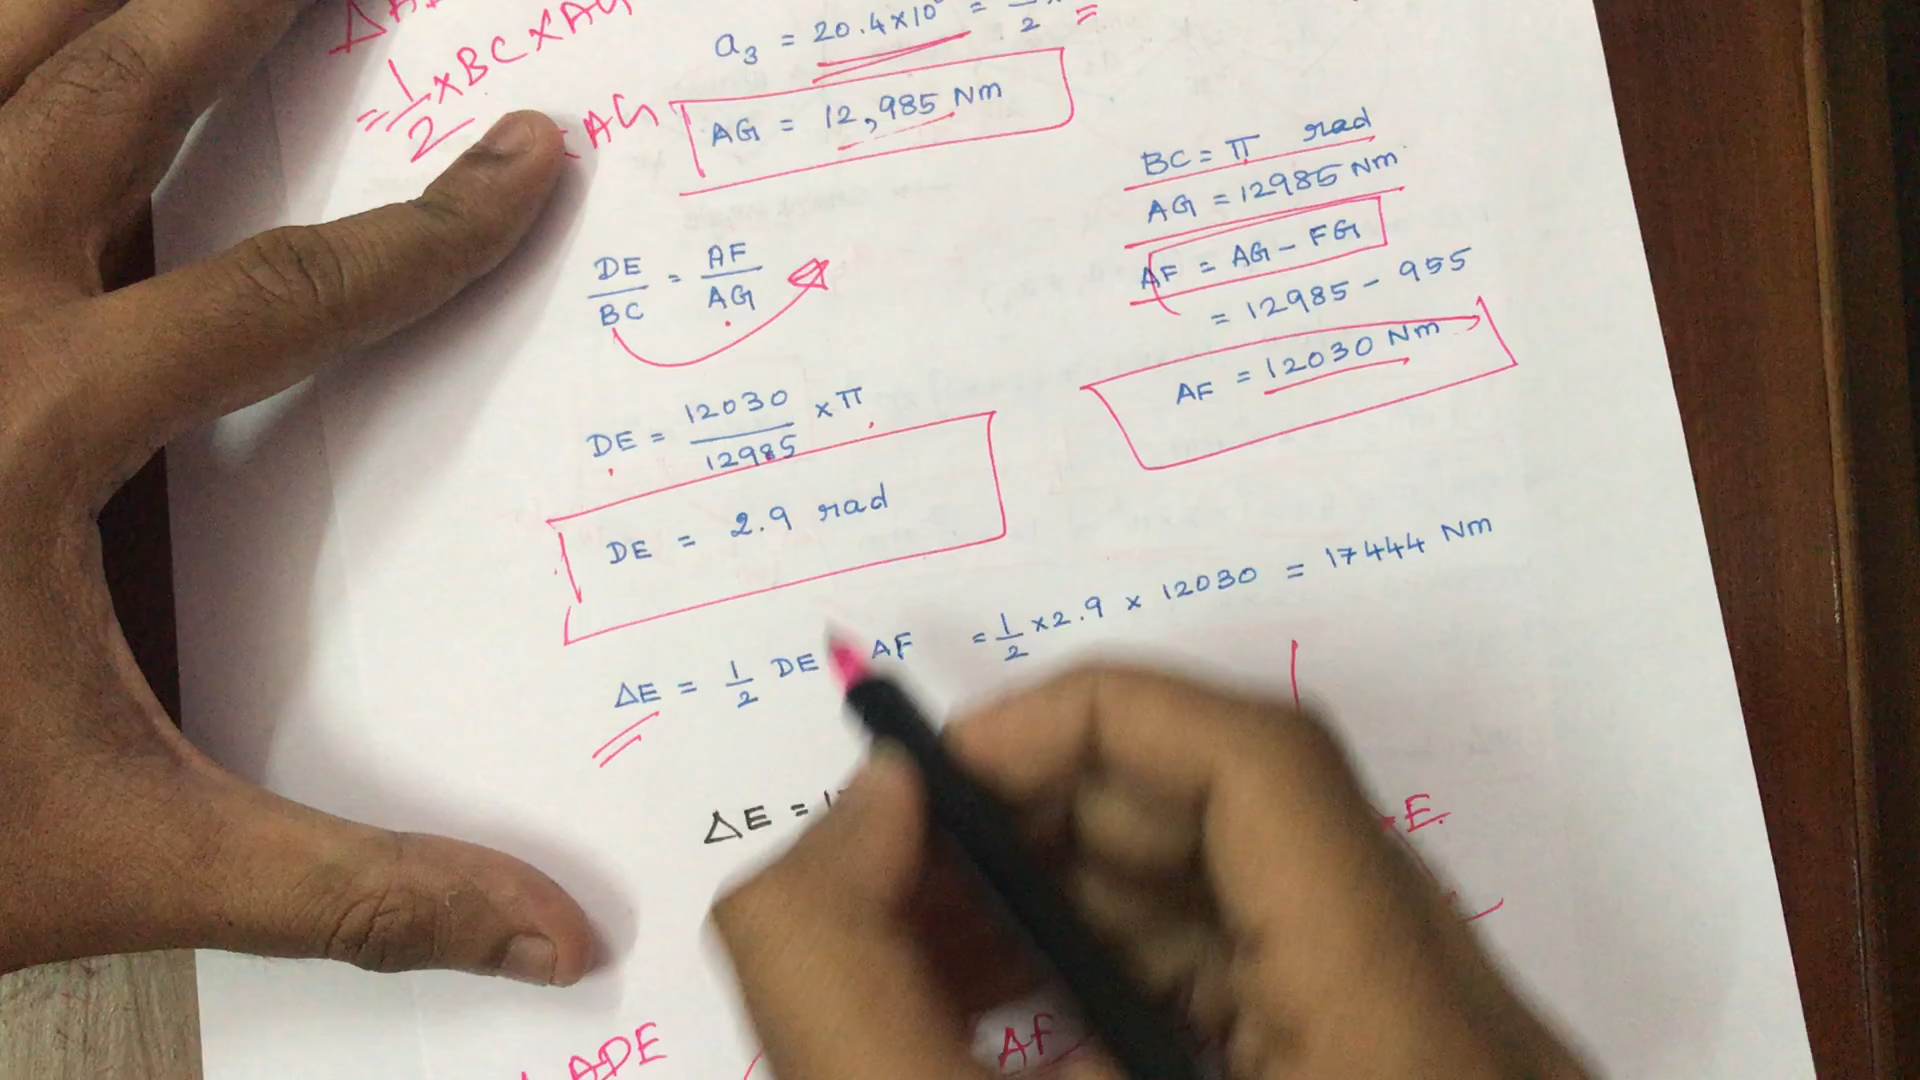 = 1/2 × BC × AG
a3 = 20.4×10
AG
AG = 12,985 Nm
BC = π rad
AG = 12985 Nm
AF = AG - FG
= 12985 - 955
AF = 12030 Nm
DE/BC = AF/AG
DE = 12030/12985 × π
DE = 2.9 rad
ΔE = 1/2 DE AF = 1/2 × 2.9 × 12030 = 17444 Nm
ΔE =
E.
ADE
AF